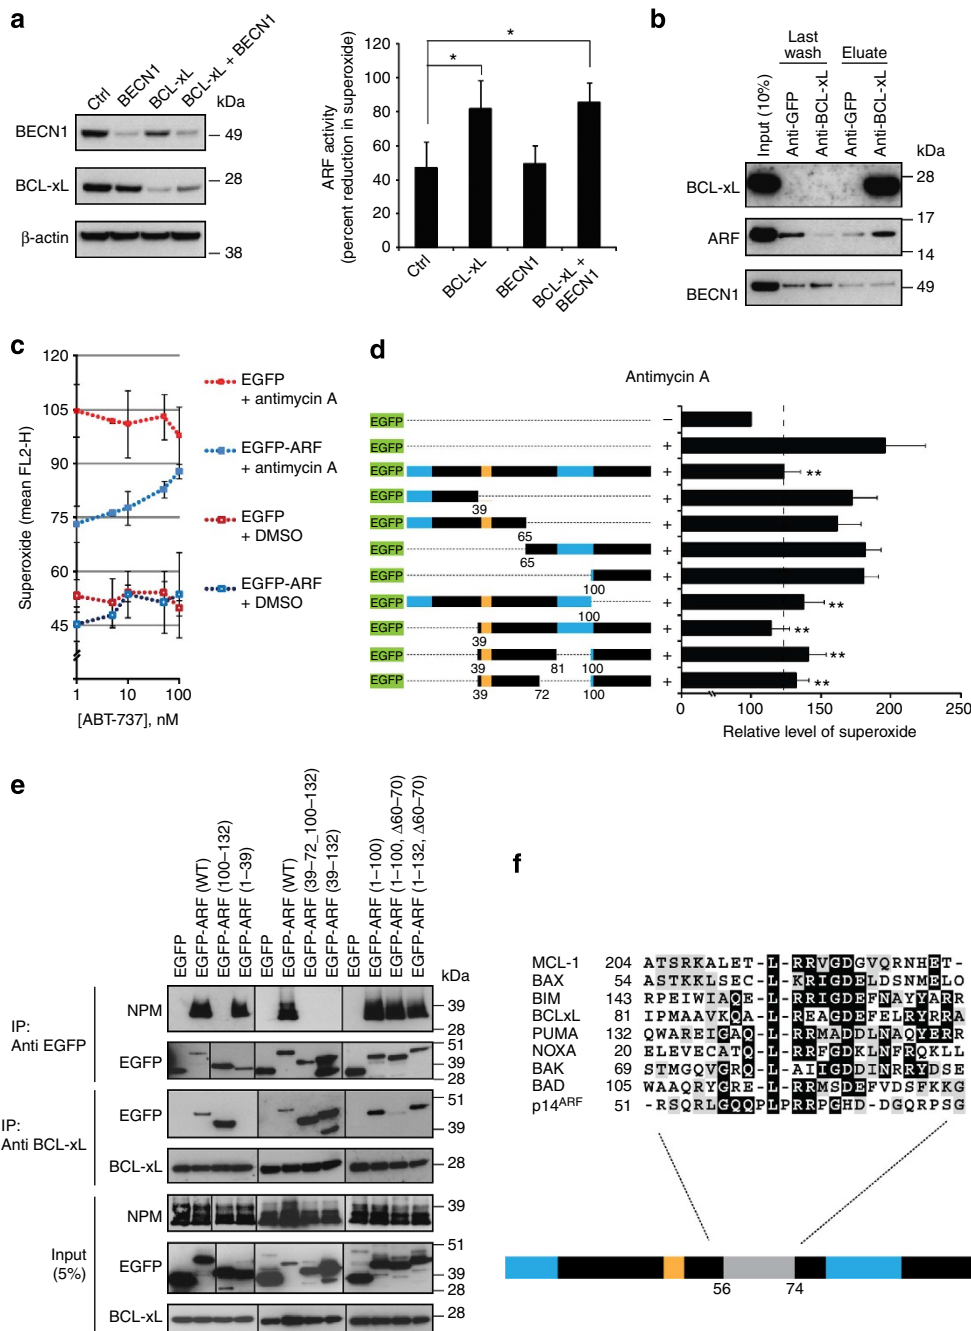 a
Ctrl
BECN1
BCL-xL
BCL-xL + BECN1
kDa
BECN1
49
BCL-xL
28
β-actin
38
ARF activity
(percent reduction in superoxide)
120
100
80
60
40
20
0
*
*
Ctrl
BCL-xL
BECN1
BCL-xL +
BECN1
b
Last
wash
Eluate
Input (10%)
Anti-GFP
Anti-BCL-xL
Anti-GFP
Anti-BCL-xL
kDa
BCL-xL
28
17
ARF
14
BECN1
49
c
Superoxide (mean FL2-H)
120
105
90
75
60
45
1
10
100
[ABT-737], nM
EGFP
+ antimycin A
EGFP-ARF
+ antimycin A
EGFP
+ DMSO
EGFP-ARF
+ DMSO
d
Antimycin A
EGFP
−
EGFP
+
EGFP
+
**
EGFP
39
+
EGFP
65
+
EGFP
65
+
EGFP
100
+
EGFP
100
+
**
EGFP
39
+
**
EGFP
39
81
100
+
**
EGFP
39
72
100
+
**
0
100
150
200
250
Relative level of superoxide
e
EGFP
EGFP-ARF (WT)
EGFP-ARF (100–132)
EGFP-ARF (1–39)
EGFP
EGFP-ARF (WT)
EGFP-ARF (39–72_100–132)
EGFP-ARF (39–132)
EGFP
EGFP-ARF (1–100)
EGFP-ARF (1–100, Δ60–70)
EGFP-ARF (1–132, Δ60–70)
kDa
IP:
Anti EGFP
NPM
39
28
EGFP
51
39
28
IP:
Anti BCL-xL
EGFP
51
39
BCL-xL
28
Input
(5%)
NPM
39
EGFP
51
39
28
BCL-xL
28
f
MCL-1 204 ATSRKALET-L-RRVGDGVQRNHET-
BAX 54 ASTKKLSEC-L-KRIGDELDSNMELO
BIM 143 RPEIWIAQE-L-RRIGDEFNAYYARR
BCLxL 81 IPMAAVKQA-L-REAGDEFELRYRRA
PUMA 132 QWAREIGAQ-L-RRMADDLNAQYERR
NOXA 20 ELEVECATQ-L-RRFGDKLNFRQKLL
BAK 69 STMGQVGRQ-L-AIIGDDINRRYDSE
BAD 105 WAAQRYGRE-L-RRMSDEFVDSFKKG
p14ARF 51 -RSQRLGQQPLPRRPGHD-DGQRPSG
56
74